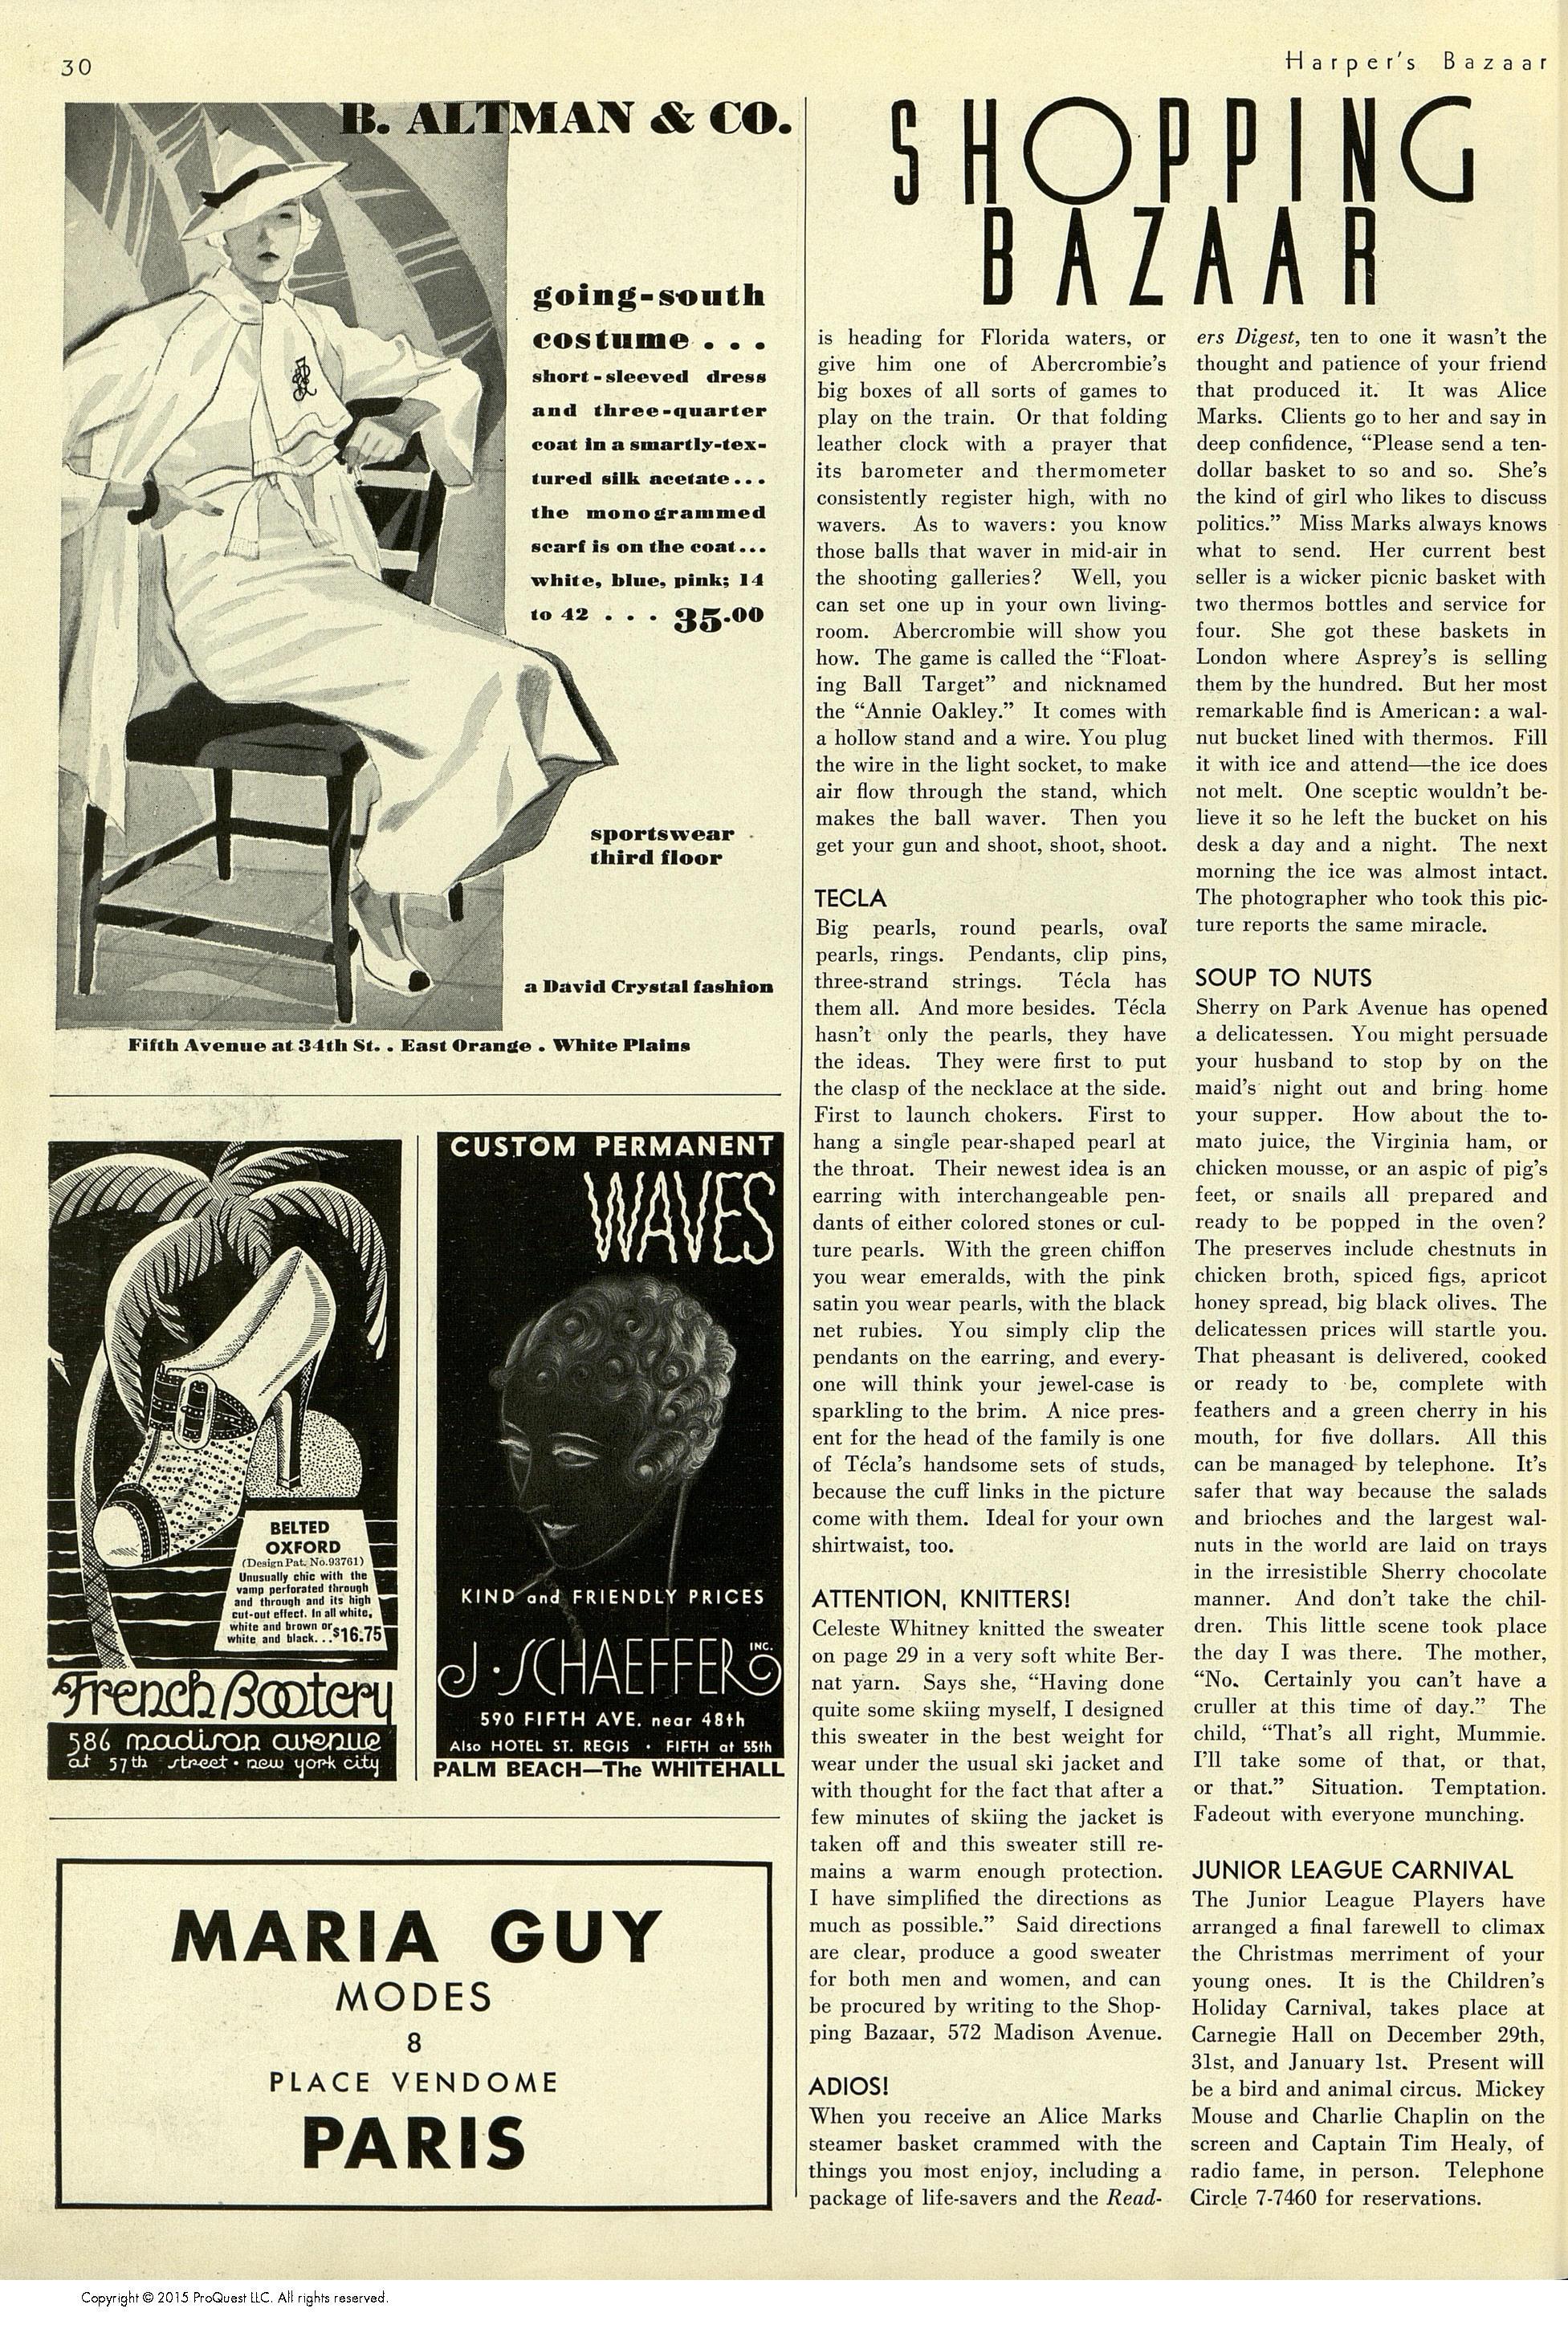 30
Harper's Bazaar
B. ALTMAN & CO.
going-south
costume . . .
short-sleeved dress
and three-quarter
coat in a smartly-tex-
tured silk acetate...
the monogrammed
scarf is on the coat...
white, blue, pink; 14
to 42 . . . 35.00
sportswear
third floor
a David Crystal fashion
Fifth Avenue at 34th St. . East Orange . White Plains
BELTED
OXFORD
(Design Pat. No.93761)
Unusually chic with the
vamp perforated through
and through and its high
cut-out effect. In all white,
white and brown or
white and black...$16.75
French Bootery
586 madison avenue
at 57th street • new york city
CUSTOM PERMANENT
WAVES
KIND and FRIENDLY PRICES
J. SCHAEFFER INC.
590 FIFTH AVE. near 48th
Also HOTEL ST. REGIS • FIFTH at 55th
PALM BEACH—The WHITEHALL
MARIA GUY
MODES
8
PLACE VENDOME
PARIS
SHOPPING
BAZAAR
is heading for Florida waters, or
give him one of Abercrombie's
big boxes of all sorts of games to
play on the train. Or that folding
leather clock with a prayer that
its barometer and thermometer
consistently register high, with no
wavers. As to wavers: you know
those balls that waver in mid-air in
the shooting galleries? Well, you
can set one up in your own living-
room. Abercrombie will show you
how. The game is called the "Float-
ing Ball Target" and nicknamed
the "Annie Oakley." It comes with
a hollow stand and a wire. You plug
the wire in the light socket, to make
air flow through the stand, which
makes the ball waver. Then you
get your gun and shoot, shoot, shoot.
TECLA
Big pearls, round pearls, oval
pearls, rings. Pendants, clip pins,
three-strand strings. Técla has
them all. And more besides. Técla
hasn't only the pearls, they have
the ideas. They were first to put
the clasp of the necklace at the side.
First to launch chokers. First to
hang a single pear-shaped pearl at
the throat. Their newest idea is an
earring with interchangeable pen-
dants of either colored stones or cul-
ture pearls. With the green chiffon
you wear emeralds, with the pink
satin you wear pearls, with the black
net rubies. You simply clip the
pendants on the earring, and every-
one will think your jewel-case is
sparkling to the brim. A nice pres-
ent for the head of the family is one
of Técla's handsome sets of studs,
because the cuff links in the picture
come with them. Ideal for your own
shirtwaist, too.
ATTENTION, KNITTERS!
Celeste Whitney knitted the sweater
on page 29 in a very soft white Ber-
nat yarn. Says she, "Having done
quite some skiing myself, I designed
this sweater in the best weight for
wear under the usual ski jacket and
with thought for the fact that after a
few minutes of skiing the jacket is
taken off and this sweater still re-
mains a warm enough protection.
I have simplified the directions as
much as possible." Said directions
are clear, produce a good sweater
for both men and women, and can
be procured by writing to the Shop-
ping Bazaar, 572 Madison Avenue.
ADIOS!
When you receive an Alice Marks
steamer basket crammed with the
things you most enjoy, including a
package of life-savers and the Read-
ers Digest, ten to one it wasn't the
thought and patience of your friend
that produced it. It was Alice
Marks. Clients go to her and say in
deep confidence, "Please send a ten-
dollar basket to so and so. She's
the kind of girl who likes to discuss
politics." Miss Marks always knows
what to send. Her current best
seller is a wicker picnic basket with
two thermos bottles and service for
four. She got these baskets in
London where Asprey's is selling
them by the hundred. But her most
remarkable find is American: a wal-
nut bucket lined with thermos. Fill
it with ice and attend—the ice does
not melt. One sceptic wouldn't be-
lieve it so he left the bucket on his
desk a day and a night. The next
morning the ice was almost intact.
The photographer who took this pic-
ture reports the same miracle.
SOUP TO NUTS
Sherry on Park Avenue has opened
a delicatessen. You might persuade
your husband to stop by on the
maid's night out and bring home
your supper. How about the to-
mato juice, the Virginia ham, or
chicken mousse, or an aspic of pig's
feet, or snails all prepared and
ready to be popped in the oven?
The preserves include chestnuts in
chicken broth, spiced figs, apricot
honey spread, big black olives. The
delicatessen prices will startle you.
That pheasant is delivered, cooked
or ready to be, complete with
feathers and a green cherry in his
mouth, for five dollars. All this
can be managed by telephone. It's
safer that way because the salads
and brioches and the largest wal-
nuts in the world are laid on trays
in the irresistible Sherry chocolate
manner. And don't take the chil-
dren. This little scene took place
the day I was there. The mother,
"No. Certainly you can't have a
cruller at this time of day." The
child, "That's all right, Mummie.
I'll take some of that, or that,
or that." Situation. Temptation.
Fadeout with everyone munching.
JUNIOR LEAGUE CARNIVAL
The Junior League Players have
arranged a final farewell to climax
the Christmas merriment of your
young ones. It is the Children's
Holiday Carnival, takes place at
Carnegie Hall on December 29th,
31st, and January 1st. Present will
be a bird and animal circus. Mickey
Mouse and Charlie Chaplin on the
screen and Captain Tim Healy, of
radio fame, in person. Telephone
Circle 7-7460 for reservations.
Copyright © 2015 ProQuest LLC. All rights reserved.